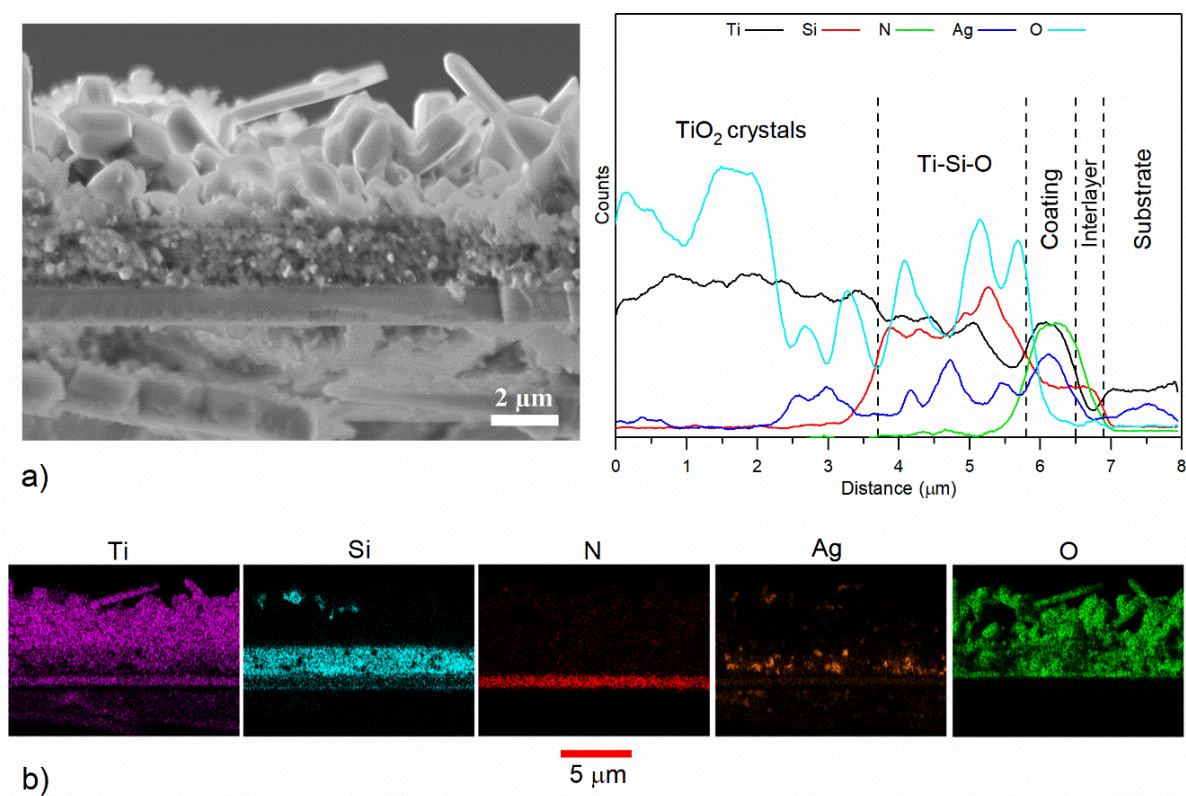 Ti Si N Ag O
TiO₂ crystals
Ti-Si-O
Coating
Interlayer
Substrate
Counts
2 μm
0 1 2 3 4 5 6 7 8
Distance (μm)
a)
Ti Si N Ag O
5 μm
b)